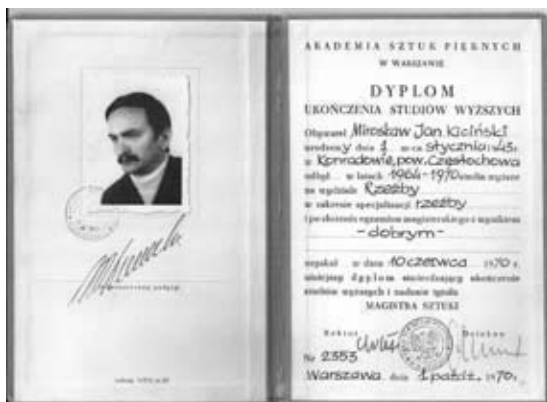 AKADEMIA SZTUK PIĘKNYCH
W WARSZAWIE
DYPLOM
UKOŃCZENIA STUDIÓW WYŻSZYCH
Obywatel Mirosław Jan Kiciński
urodzony dnia 1 m-ca stycznia 1943 r.
w Konradowie, pow. Częstochowa
odbył w latach 1964-1970 studia wyższe
na wydziale Rzeźby
w zakresie specjalizacji rzeźby
i po złożeniu egzaminu magisterskiego z wynikiem
-dobrym-
uzyskał w dniu 10 czerwca 1970 r.
niniejszy dyplom stwierdzający ukończenie
studiów wyższych i nadanie tytułu
MAGISTRA SZTUKI
Rektor Dziekan
Nr 2353
Warszawa dnia 1 paźdz. 1970 r.